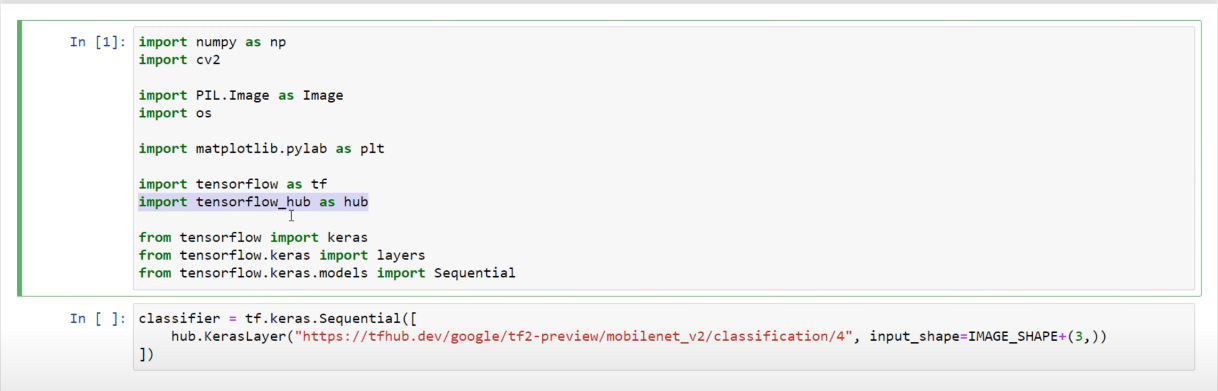 In [1]: import numpy as np
import cv2
import PIL.Image as Image
import os
import matplotlib.pylab as plt
import tensorflow as tf
import tensorflow_hub as hub
from tensorflow import keras
from tensorflow.keras import layers
from tensorflow.keras.models import Sequential
In [ ]: classifier = tf.keras.Sequential([
    hub.KerasLayer("https://tfhub.dev/google/tf2-preview/mobilenet_v2/classification/4", input_shape=IMAGE_SHAPE+(3,))
])